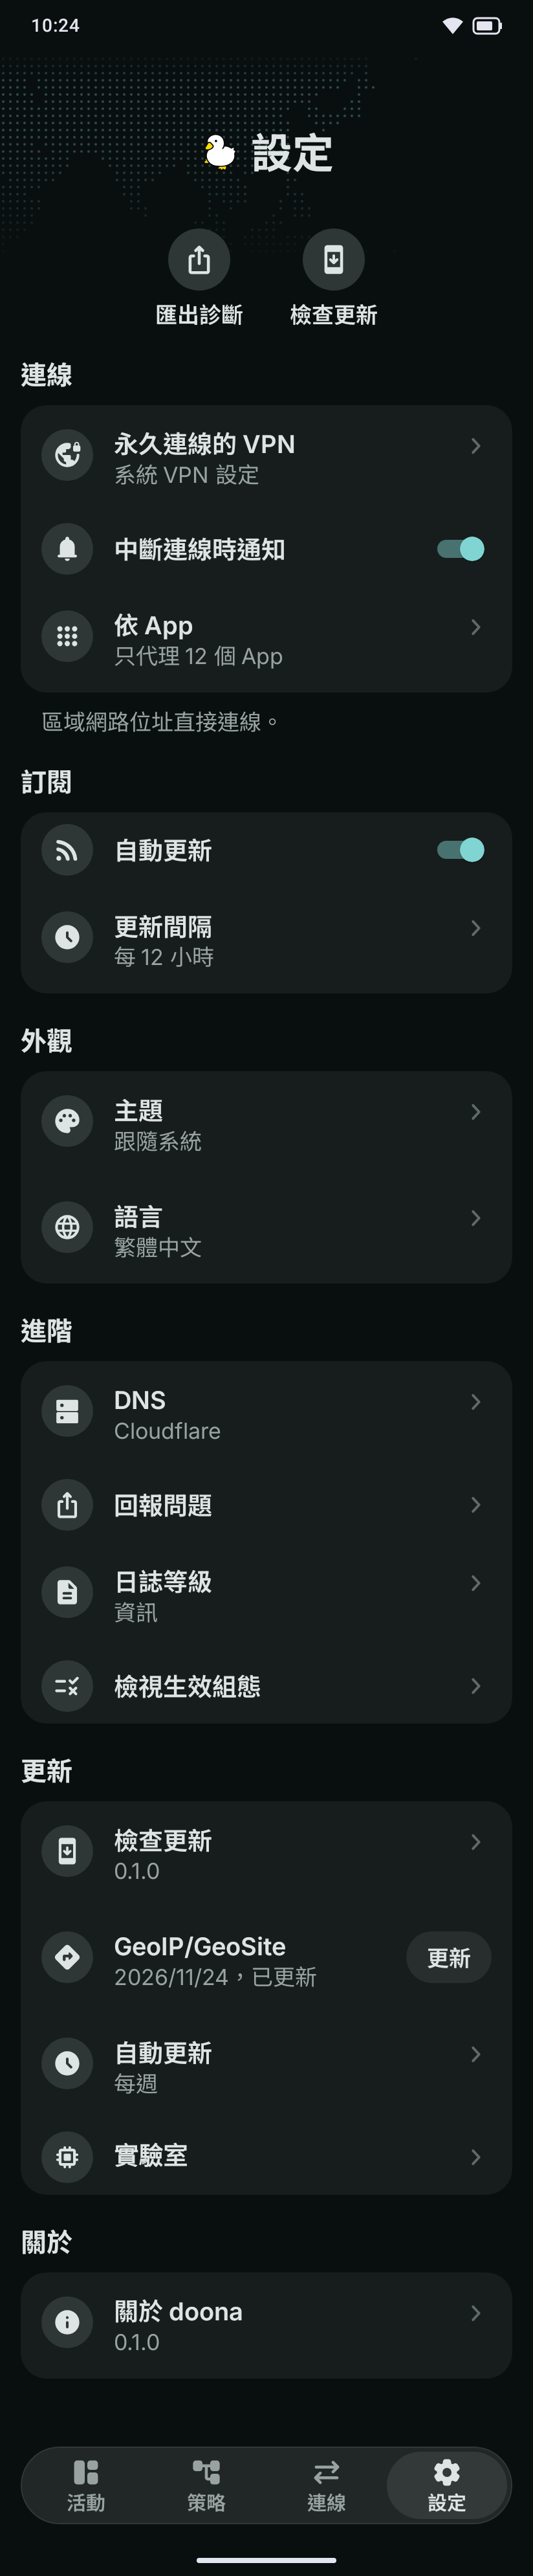 10:24
設定
匯出診斷
檢查更新
連線
永久連線的 VPN
系統 VPN 設定
中斷連線時通知
依 App
只代理 12 個 App
區域網路位址直接連線。
訂閱
自動更新
更新間隔
每 12 小時
外觀
主題
跟隨系統
語言
繁體中文
進階
DNS
Cloudflare
回報問題
日誌等級
資訊
檢視生效組態
更新
檢查更新
0.1.0
GeoIP/GeoSite
2026/11/24，已更新
更新
自動更新
每週
實驗室
關於
關於 doona
0.1.0
活動
策略
連線
設定